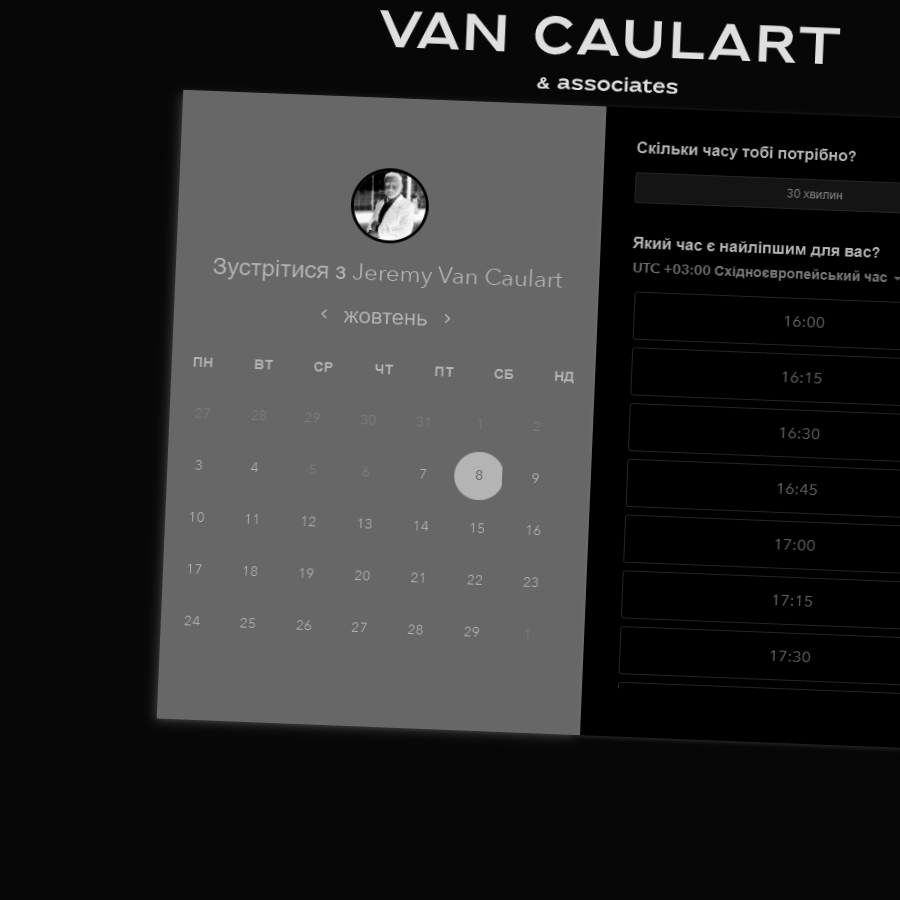 VAN CAULART
& associates
Зустрітися з Jeremy Van Caulart
жовтень
ПН ВТ СР ЧТ ПТ СБ НД
27 28 29 30 31 1 2
3 4 5 6 7 8 9
10 11 12 13 14 15 16
17 18 19 20 21 22 23
24 25 26 27 28 29 1
Скільки часу тобі потрібно?
30 хвилин
Який час є найліпшим для вас?
UTC +03:00 Східноєвропейський час
16:00
16:15
16:30
16:45
17:00
17:15
17:30